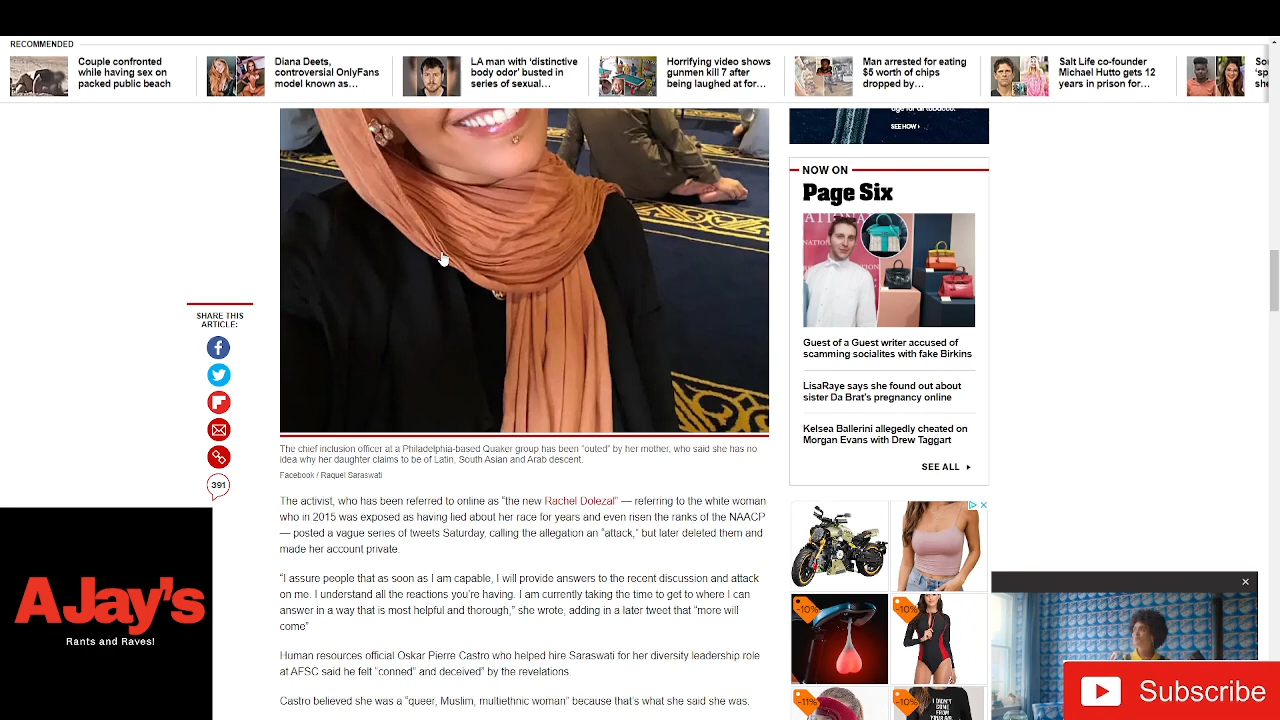 RECOMMENDED
Couple confronted
while having sex on
packed public beach
Diana Deets,
controversial OnlyFans
model known as…
LA man with ‘distinctive
body odor’ busted in
series of sexual…
Horrifying video shows
gunmen kill 7 after
being laughed at for…
Man arrested for eating
$5 worth of chips
dropped by…
Salt Life co-founder
Michael Hutto gets 12
years in prison for…
SEE HOW ›
NOW ON
Page Six
Guest of a Guest writer accused of
scamming socialites with fake Birkins
LisaRaye says she found out about
sister Da Brat’s pregnancy online
Kelsea Ballerini allegedly cheated on
Morgan Evans with Drew Taggart
SEE ALL
SHARE THIS
ARTICLE:
391
The chief inclusion officer at a Philadelphia-based Quaker group has been “outed” by her mother, who said she has no
idea why her daughter claims to be of Latin, South Asian and Arab descent.
Facebook / Raquel Saraswati
The activist, who has been referred to online as “the new Rachel Dolezal” — referring to the white woman
who in 2015 was exposed as having lied about her race for years and even risen the ranks of the NAACP
— posted a vague series of tweets Saturday, calling the allegation an “attack,” but later deleted them and
made her account private.
“I assure people that as soon as I am capable, I will provide answers to the recent discussion and attack
on me. I understand all the reactions you’re having. I am currently taking the time to get to where I can
answer in a way that is most helpful and thorough,” she wrote, adding in a later tweet that “more will
come”
Human resources official Oskar Pierre Castro who helped hire Saraswati for her diversity leadership role
at AFSC said he felt “conned” and deceived” by the revelations.
Castro believed she was a “queer, Muslim, multiethnic woman” because that’s what she said she was.
-10%
-10%
-11%
-10%
AJay's
Rants and Raves!
Subscribe